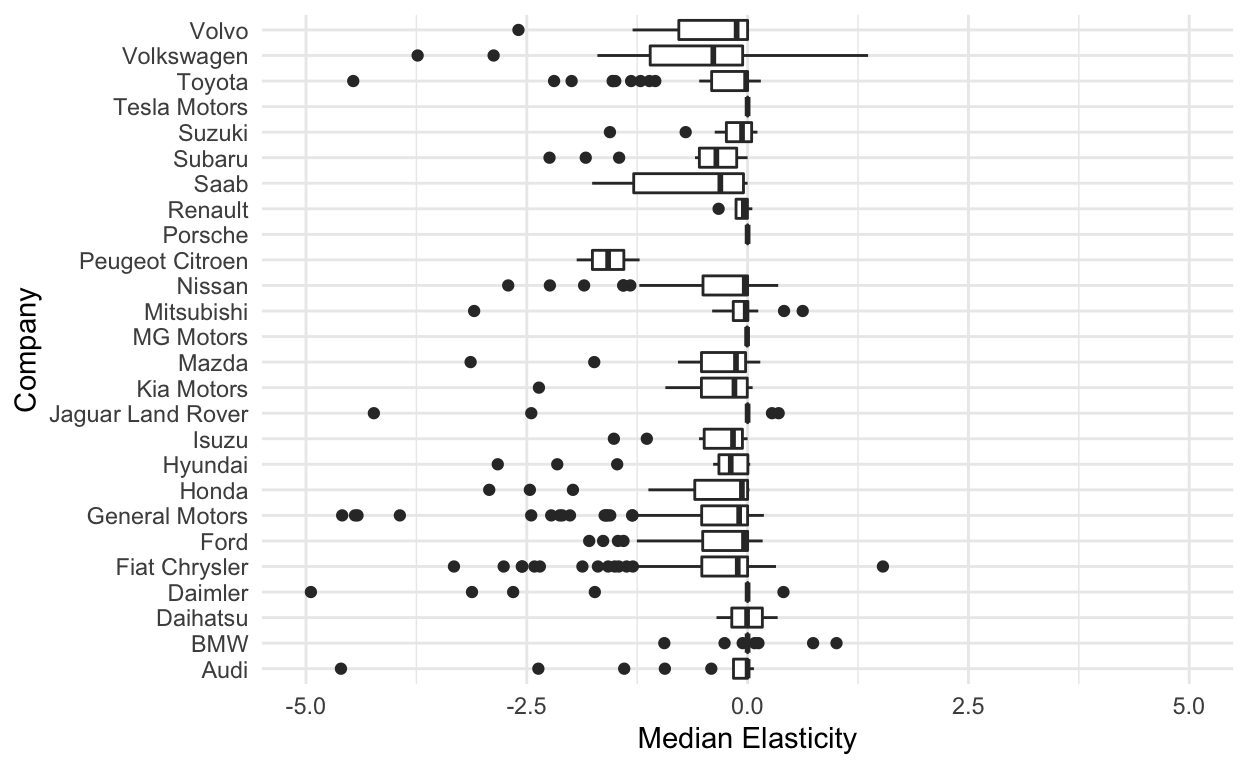 Volvo
Volkswagen
Toyota
Tesla Motors
Suzuki
Subaru
Saab
Renault
Porsche
Peugeot Citroen
Nissan
Mitsubishi
MG Motors
Mazda
Kia Motors
Jaguar Land Rover
Isuzu
Hyundai
Honda
General Motors
Ford
Fiat Chrysler
Daimler
Daihatsu
BMW
Audi
Company
-5.0 -2.5 0.0 2.5 5.0
Median Elasticity